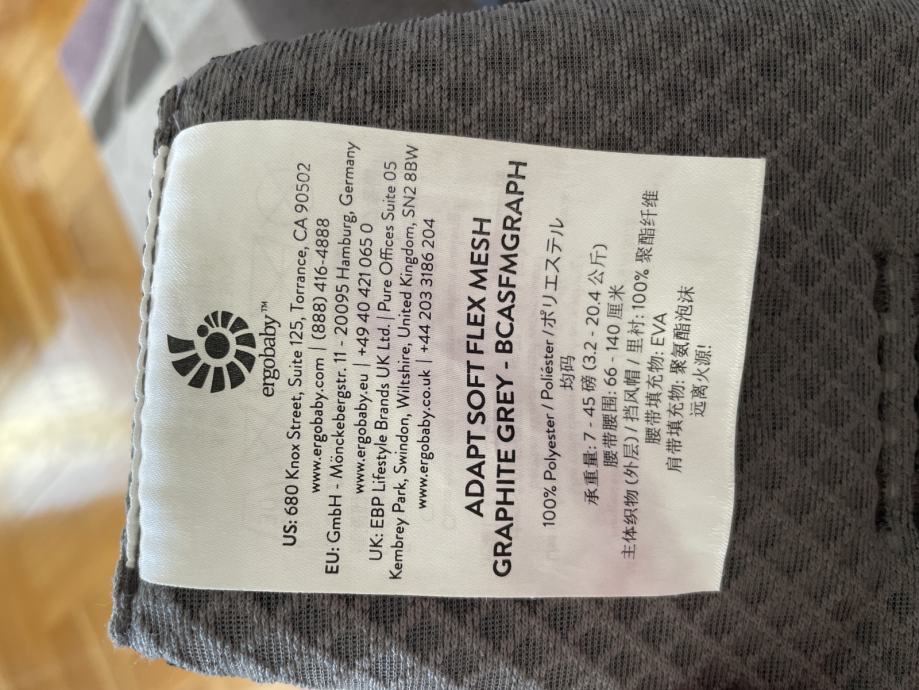 ergobaby™
US: 680 Knox Street, Suite 125, Torrance, CA 90502
www.ergobaby.com | (888) 416-4888
EU: GmbH - Mönckebergstr. 11 - 20095 Hamburg, Germany
www.ergobaby.eu | +49 40 421 065 0
UK: EBP Lifestyle Brands UK Ltd. | Pure Offices Suite 05
Kembrey Park, Swindon, Wiltshire, United Kingdom, SN2 8BW
www.ergobaby.co.uk | +44 203 3186 204
ADAPT SOFT FLEX MESH
GRAPHITE GREY - BCASFMGRAPH
100% Polyester / Poliéster / ポリエステル
均码
承重量: 7 - 45 磅 (3.2 - 20.4 公斤)
腰带腰围: 66 - 140 厘米
主体织物 (外层) / 挡风帽 / 里衬: 100% 聚酯纤维
腰带填充物: EVA
肩带填充物: 聚氨酯泡沫
远离火源!